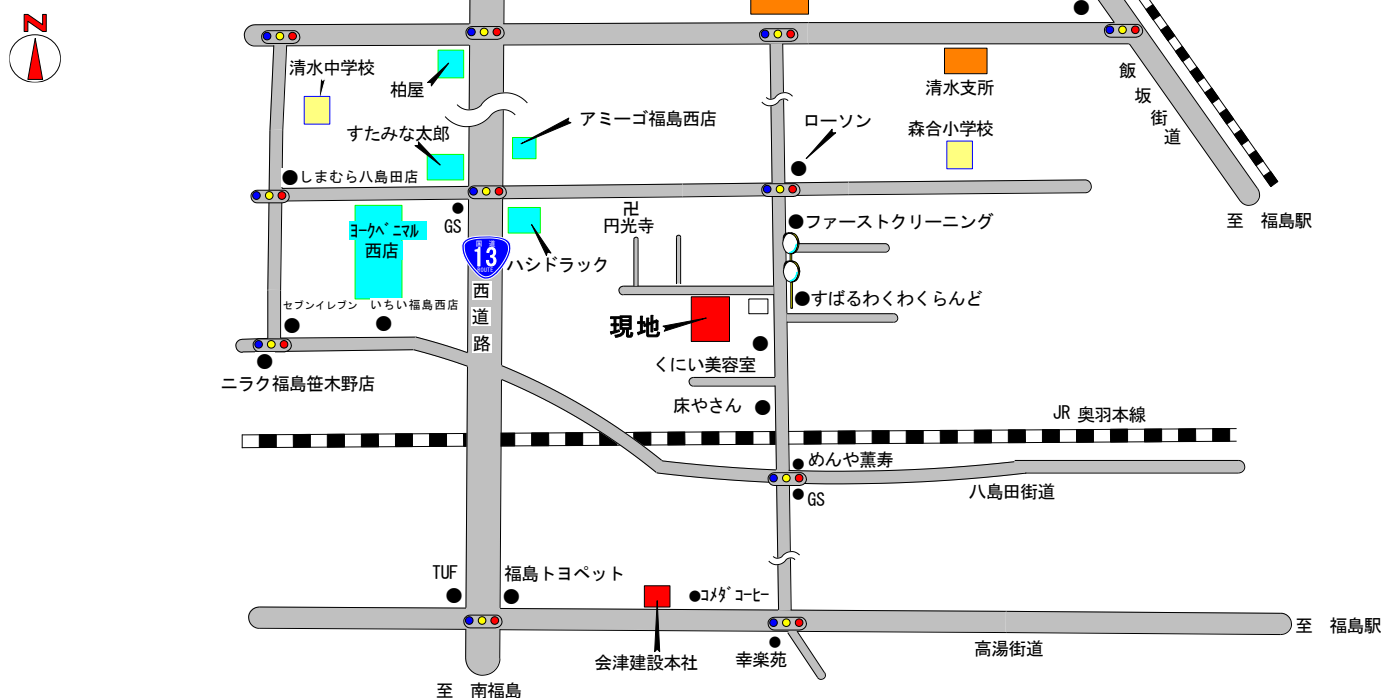 N
清水中学校
柏屋
清水支所
飯坂街道
アミーゴ福島西店
ローソン
森合小学校
すたみな太郎
しまむら八島田店
至 福島駅
GS
卍
円光寺
ファーストクリーニング
ヨークベニマル
西店
国道
13
ROUTE
ハシドラック
西道路
セブンイレブン
いちい福島西店
すばるわくわくらんど
現地
くにい美容室
ニラク福島笹木野店
床やさん
JR 奥羽本線
めんや薫寿
GS
八島田街道
TUF
福島トヨペット
コメダコーヒー
至 福島駅
高湯街道
会津建設本社
幸楽苑
至 南福島